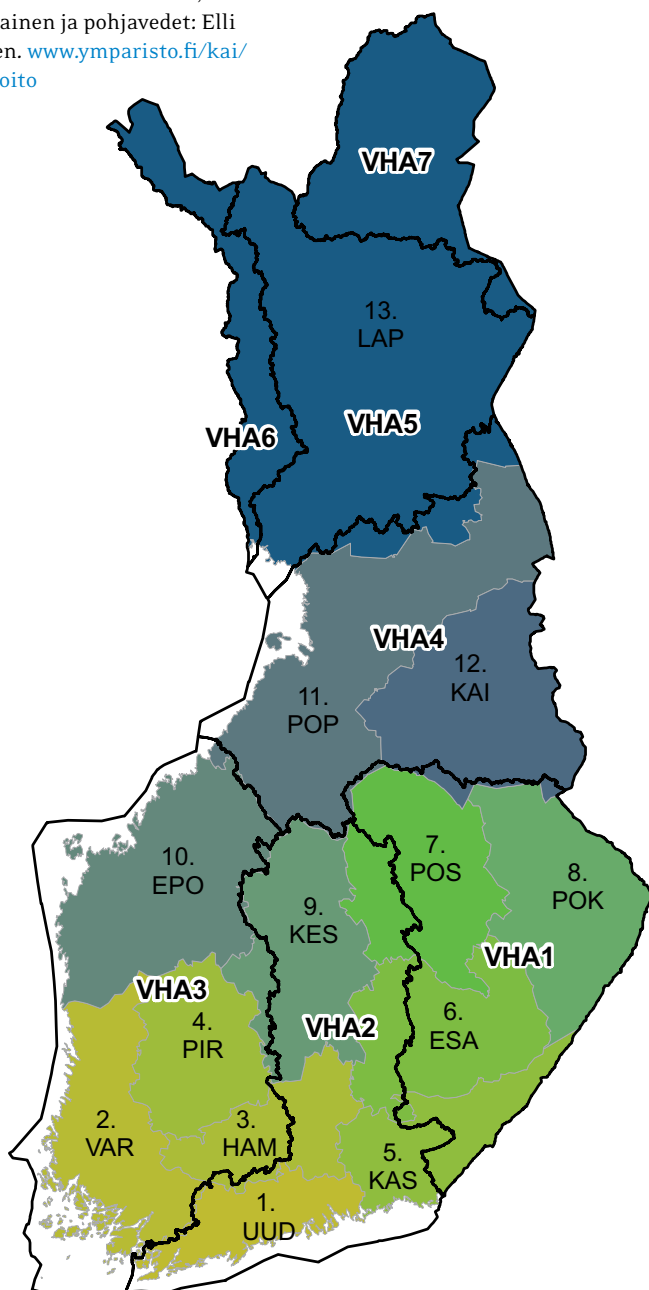 ainen ja pohjavedet: Elli
en. www.ymparisto.fi/kai/
oito
VHA7
13.
LAP
VHA5
VHA6
VHA4
12.
KAI
11.
POP
7.
POS
10.
EPO
8.
POK
9.
KES
VHA1
VHA3
4.
PIR
VHA2
6.
ESA
2.
VAR
3.
HAM
5.
KAS
1.
UUD